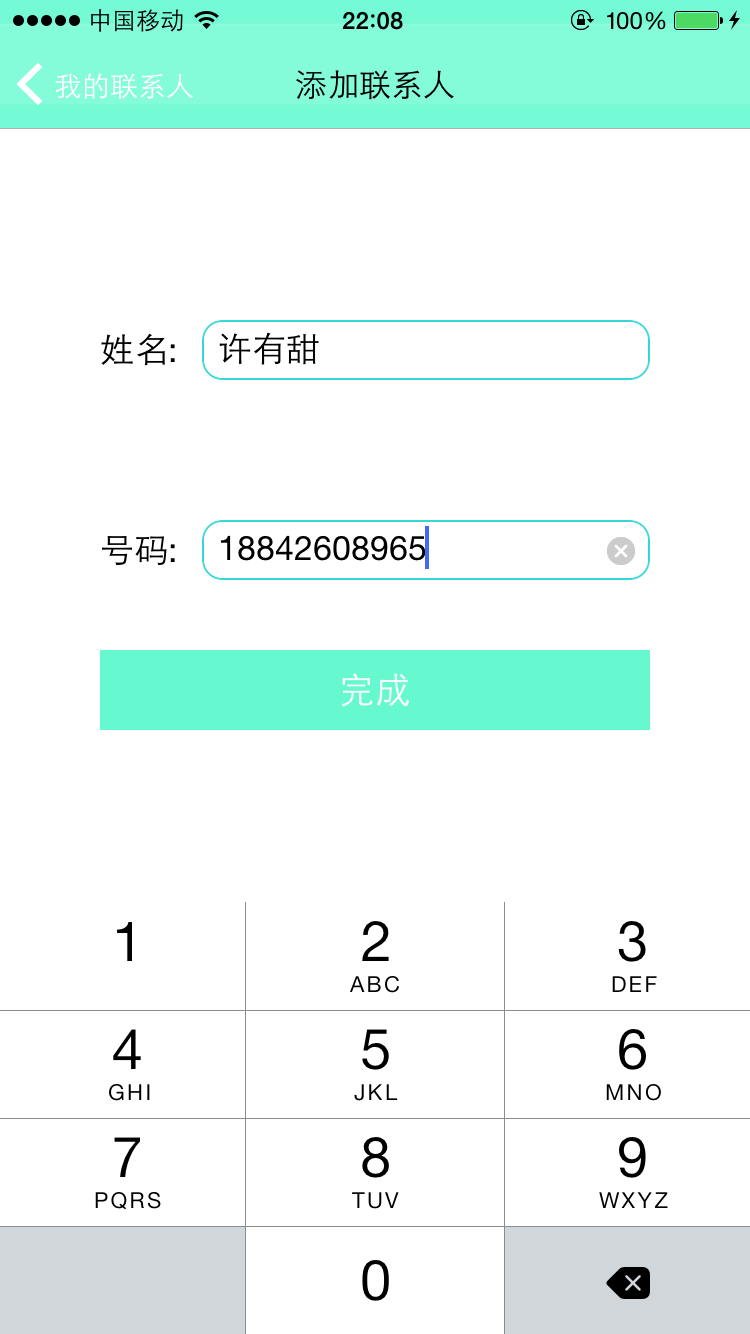 中国移动 22:08 100%
我的联系人 添加联系人
姓名: 许有甜
号码: 18842608965
完成
1 2 3
ABC DEF
4 5 6
GHI JKL MNO
7 8 9
PQRS TUV WXYZ
0